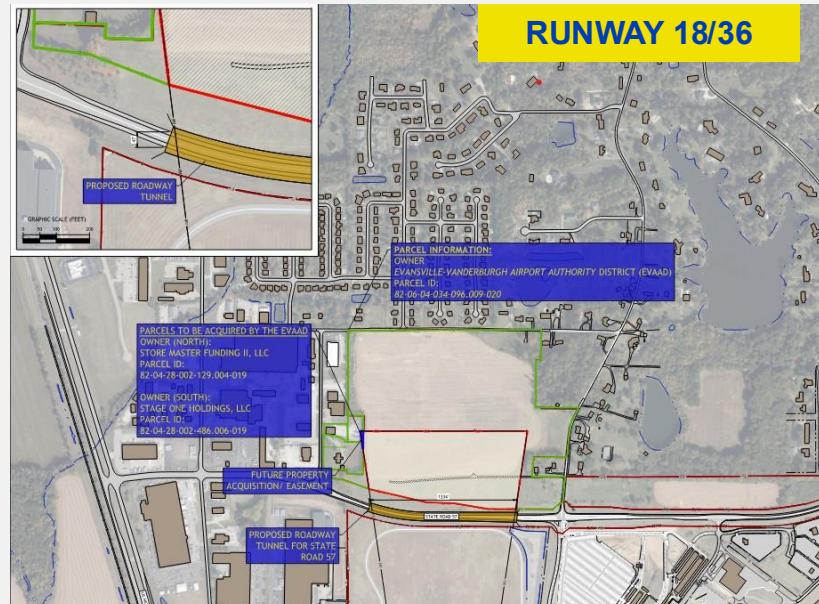 RUNWAY 18/36
PROPOSED ROADWAY
TUNNEL
GRAPHIC SCALE (FEET)
PARCEL INFORMATION:
OWNER
EVANSVILLE-VANDERBURGH AIRPORT AUTHORITY DISTRICT (EVAAD)
PARCEL ID:
82-06-04-034-096.009-020
PARCELS TO BE ACQUIRED BY THE EVAAD
OWNER (NORTH):
STORE MASTER FUNDING II, LLC
PARCEL ID:
82-04-28-002-129.004-019
OWNER (SOUTH):
STAGE ONE HOLDINGS, LLC
PARCEL ID:
82-04-28-002-486.006-019
FUTURE PROPERTY
ACQUISITION/ EASEMENT
1334'
STATE ROAD 57
PROPOSED ROADWAY
TUNNEL FOR STATE
ROAD 57